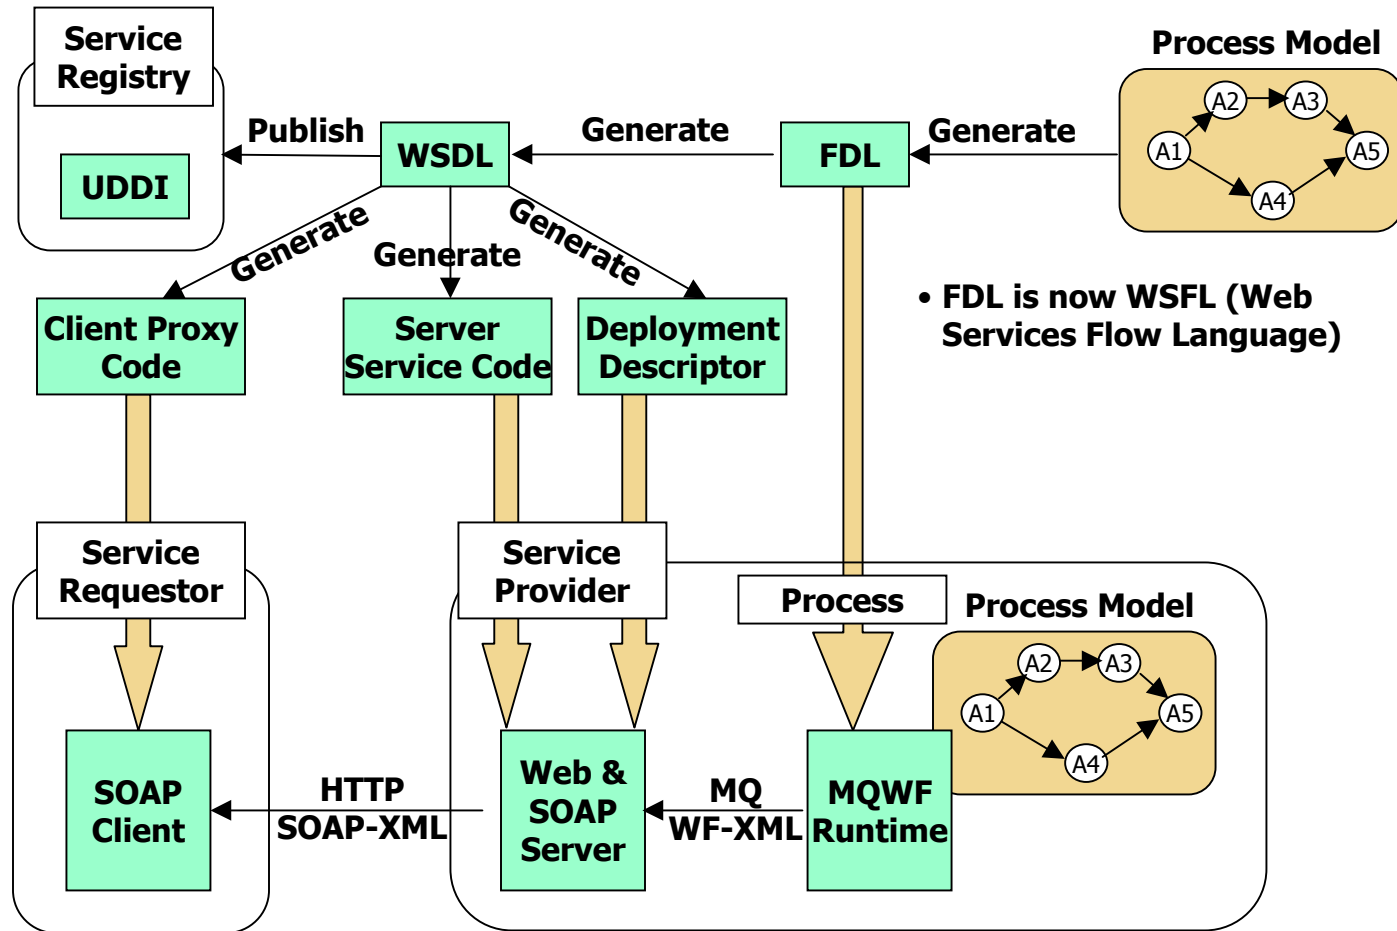 Service
Registry
UDDI
Publish
WSDL
Generate
FDL
Generate
Process Model
A1
A2
A3
A4
A5
Generate
Generate
Generate
Client Proxy
Code
Server
Service Code
Deployment
Descriptor
• FDL is now WSFL (Web
Services Flow Language)
Service
Requestor
Service
Provider
Process
Process Model
A1
A2
A3
A4
A5
SOAP
Client
HTTP
SOAP-XML
Web &
SOAP
Server
MQ
WF-XML
MQWF
Runtime